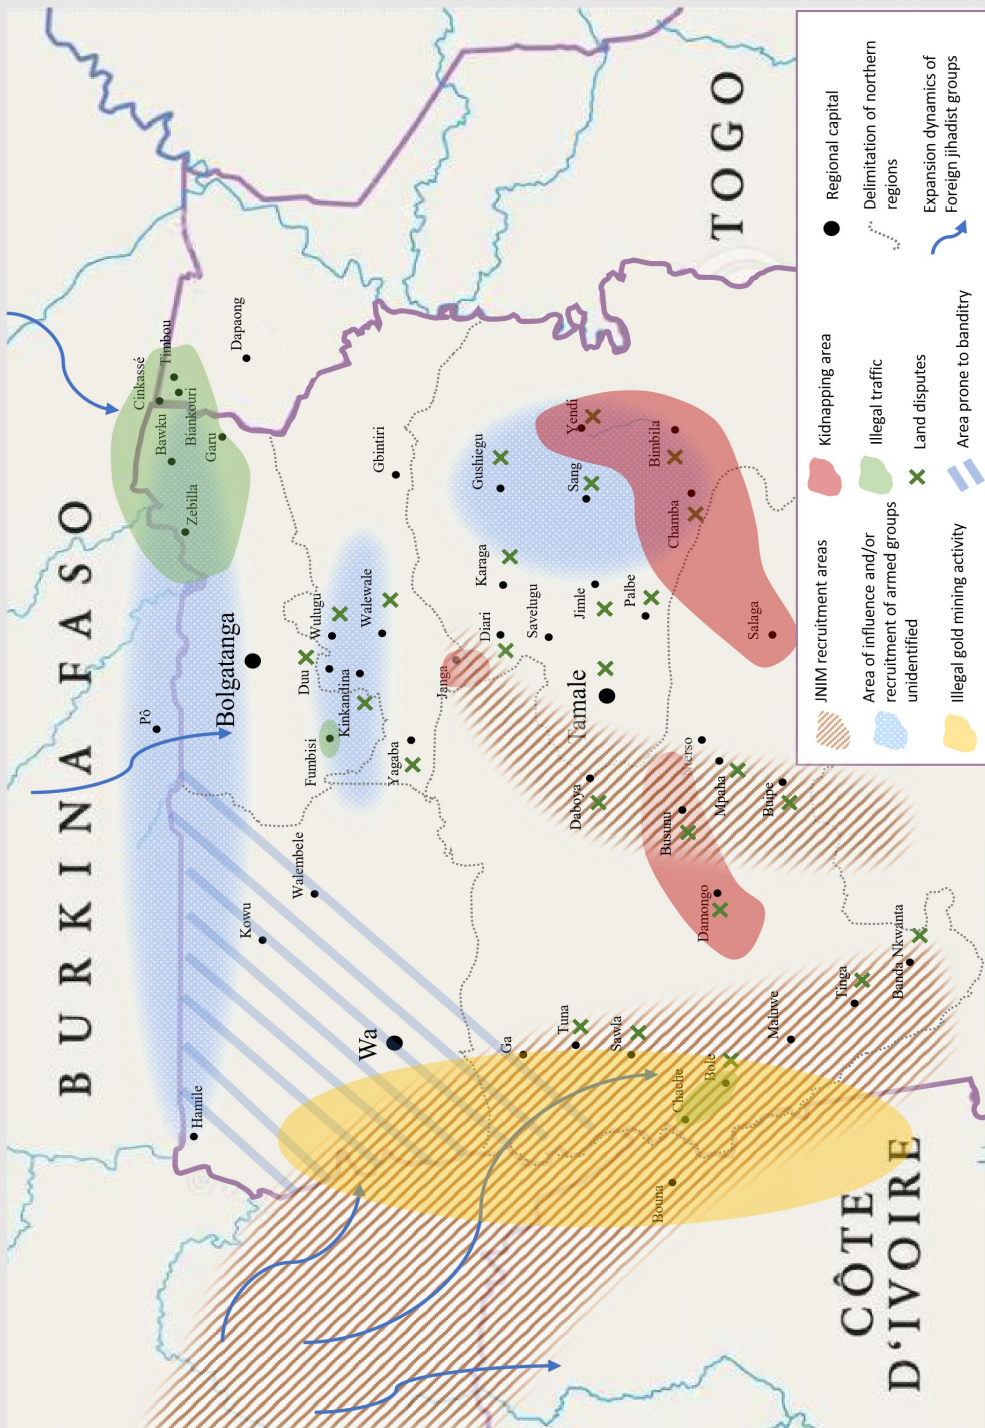 BURKINA FASO
TOGO
CÔTE
D'IVOIRE
Hamile
Pô
Cinkassé
Timbou
Bawku
Biankouri
Zebilla
Garu
Dapaong
Bolgatanga
Kowu
Walembele
Fumbisi
Duu
Wulugu
Kinkandina
Walewale
Wa
Yagaba
Gbintiri
Janga
Diari
Karaga
Gushiegu
Ga
Savelugu
Tuna
Daboya
Tamale
Jimle
Sang
Yendi
Sawla
Palbe
Bouna
Chache
Bole
Busunu
Damongo
Mpaha
Chamba
Bimbila
Maluwe
Buipe
Salaga
Tinga
Banda Nkwanta
JNIM recruitment areas
Area of influence and/or
recruitment of armed groups
unidentified
Illegal gold mining activity
Kidnapping area
Illegal traffic
Land disputes
Area prone to banditry
Regional capital
Delimitation of northern
regions
Expansion dynamics of
Foreign jihadist groups